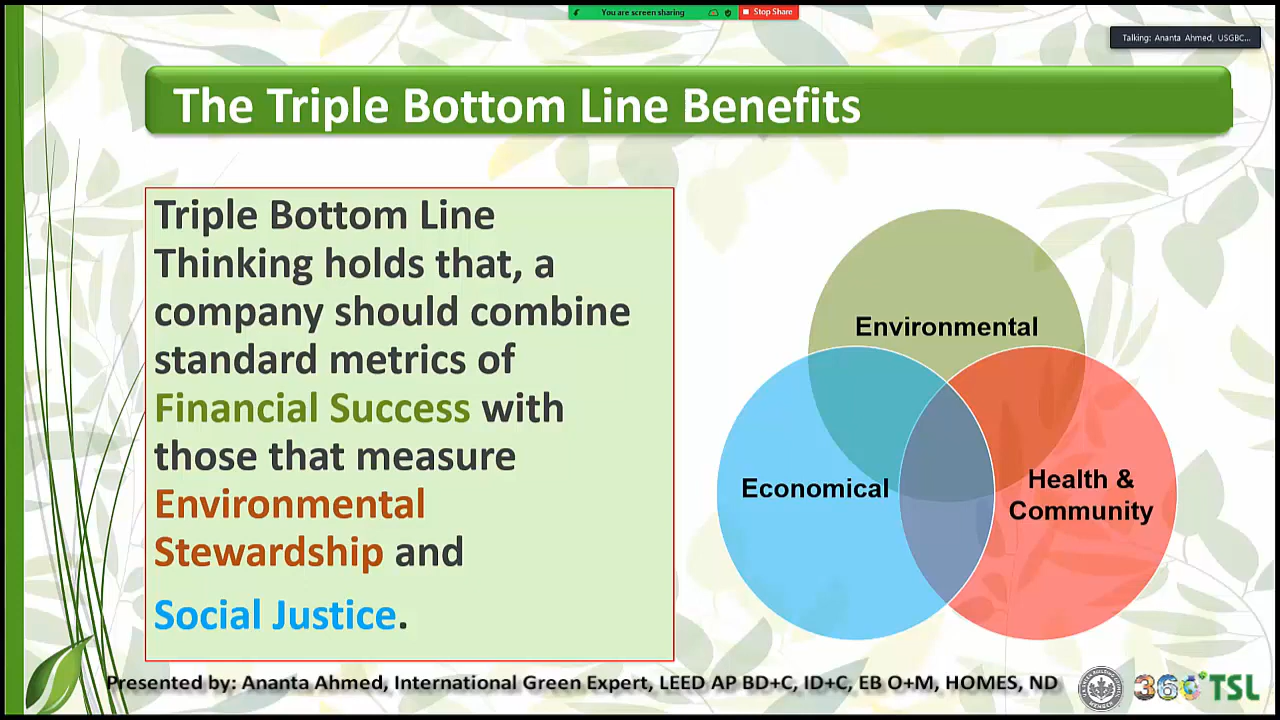 You are screen sharing
Stop Share
Talking: Ananta Ahmed, USGBC...
The Triple Bottom Line Benefits
Triple Bottom Line
Thinking holds that, a
company should combine
standard metrics of
Financial Success with
those that measure
Environmental
Stewardship and
Social Justice.
Environmental
Economical
Health &
Community
Presented by: Ananta Ahmed, International Green Expert, LEED AP BD+C, ID+C, EB O+M, HOMES, ND
360 TSL